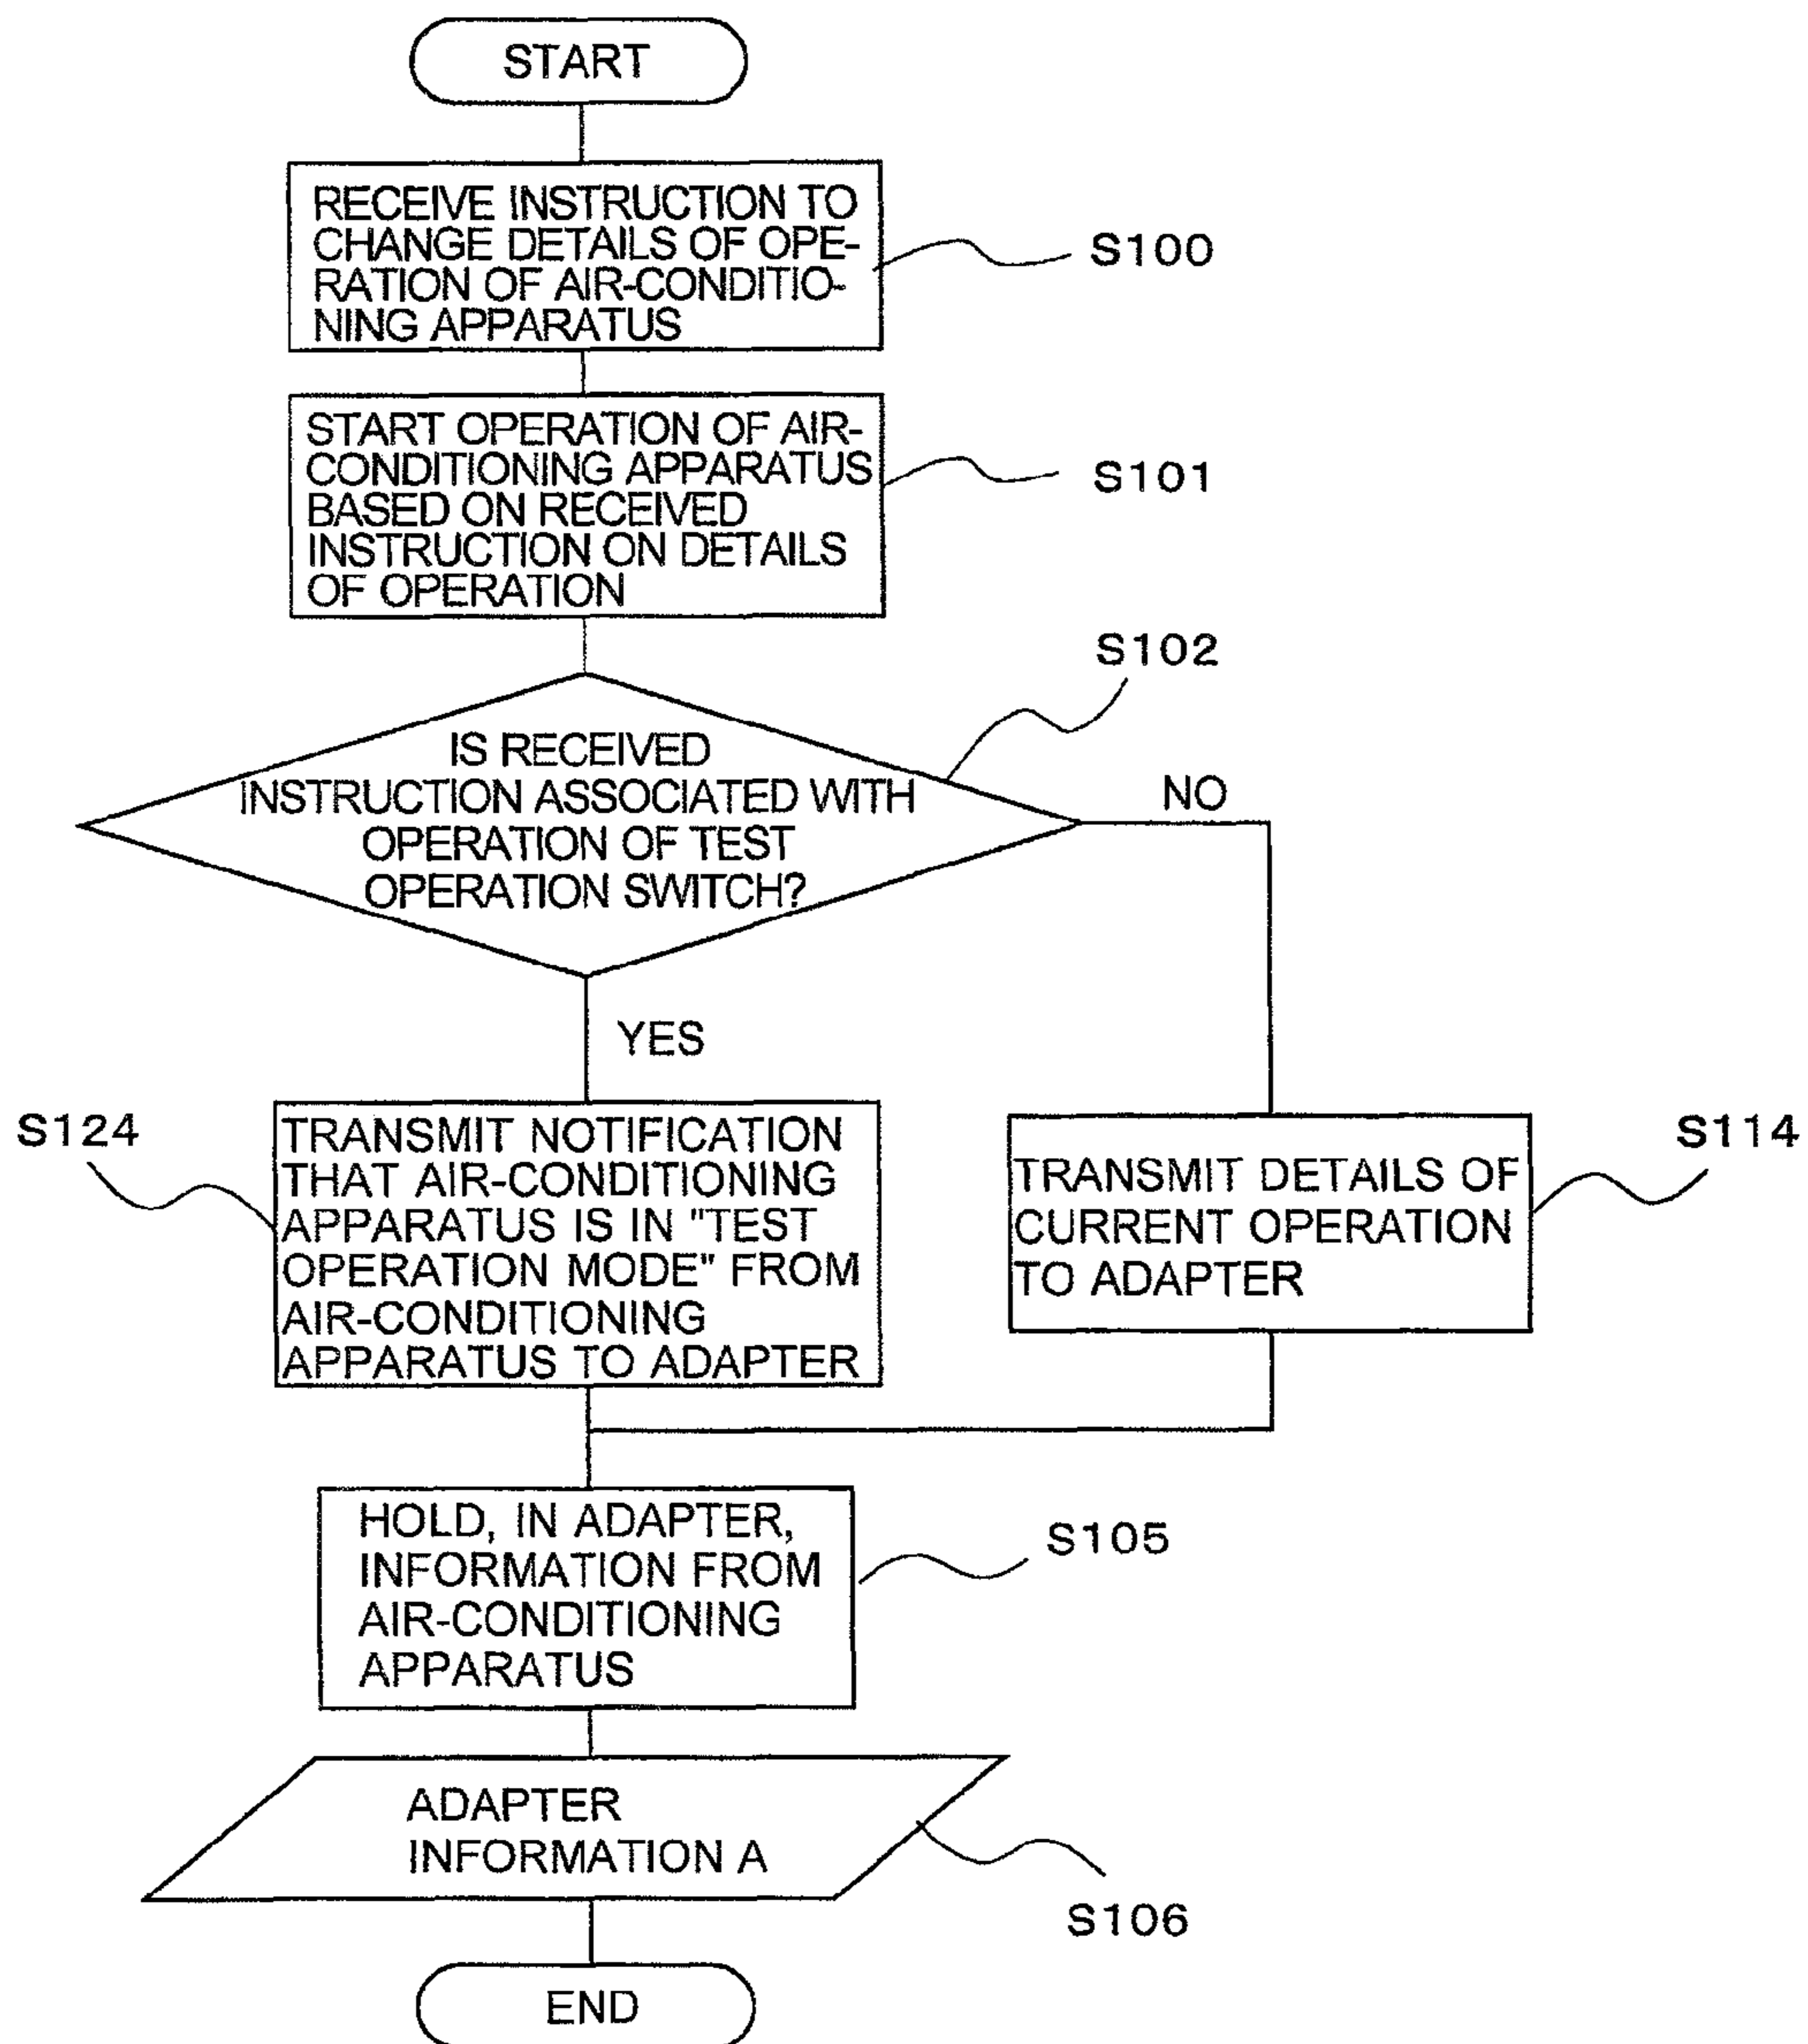 START
RECEIVE INSTRUCTION TO
CHANGE DETAILS OF OPE-
RATION OF AIR-CONDITIO-
NING APPARATUS
S100
START OPERATION OF AIR-
CONDITIONING APPARATUS
BASED ON RECEIVED
INSTRUCTION ON DETAILS
OF OPERATION
S101
S102
IS RECEIVED
INSTRUCTION ASSOCIATED WITH
OPERATION OF TEST
OPERATION SWITCH?
NO
YES
S124
TRANSMIT NOTIFICATION
THAT AIR-CONDITIONING
APPARATUS IS IN "TEST
OPERATION MODE" FROM
AIR-CONDITIONING
APPARATUS TO ADAPTER
TRANSMIT DETAILS OF
CURRENT OPERATION
TO ADAPTER
S114
HOLD, IN ADAPTER,
INFORMATION FROM
AIR-CONDITIONING
APPARATUS
S105
ADAPTER
INFORMATION A
S106
END